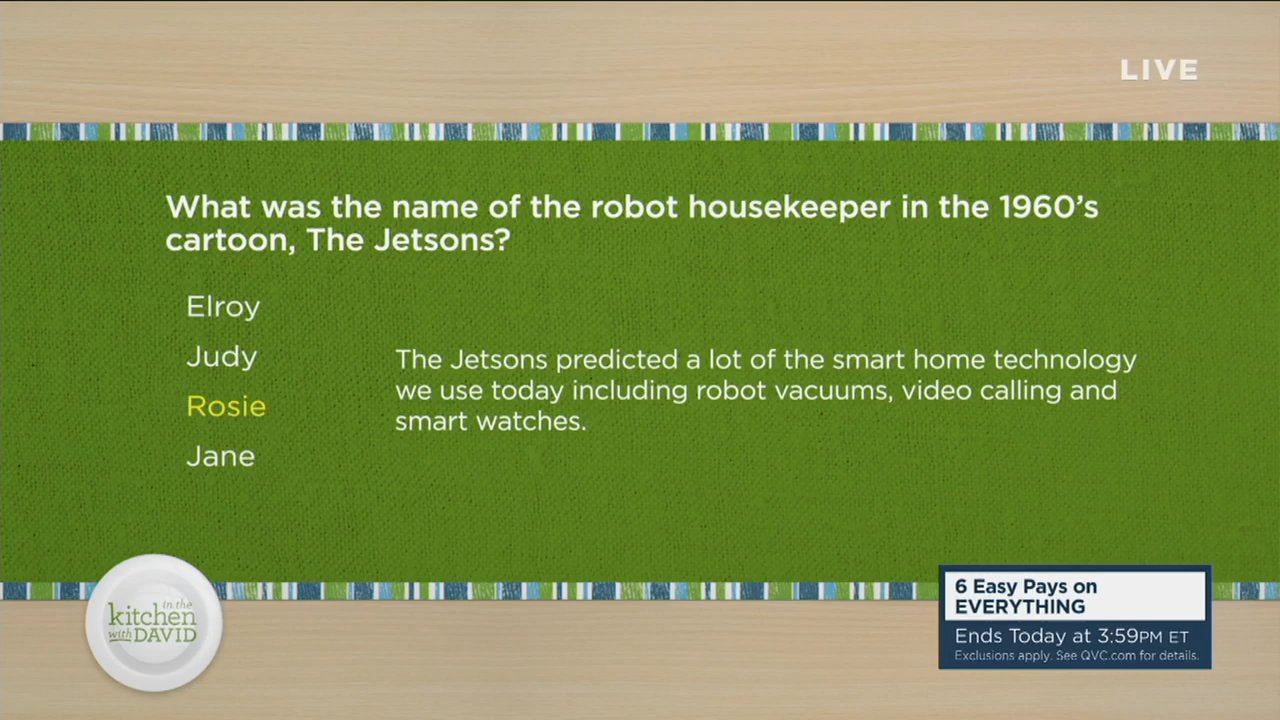 LIVE
What was the name of the robot housekeeper in the 1960's
cartoon, The Jetsons?
Elroy
Judy
Rosie
Jane
The Jetsons predicted a lot of the smart home technology
we use today including robot vacuums, video calling and
smart watches.
in the
kitchen
with DAVID
6 Easy Pays on
EVERYTHING
Ends Today at 3:59PM ET
Exclusions apply. See QVC.com for details.